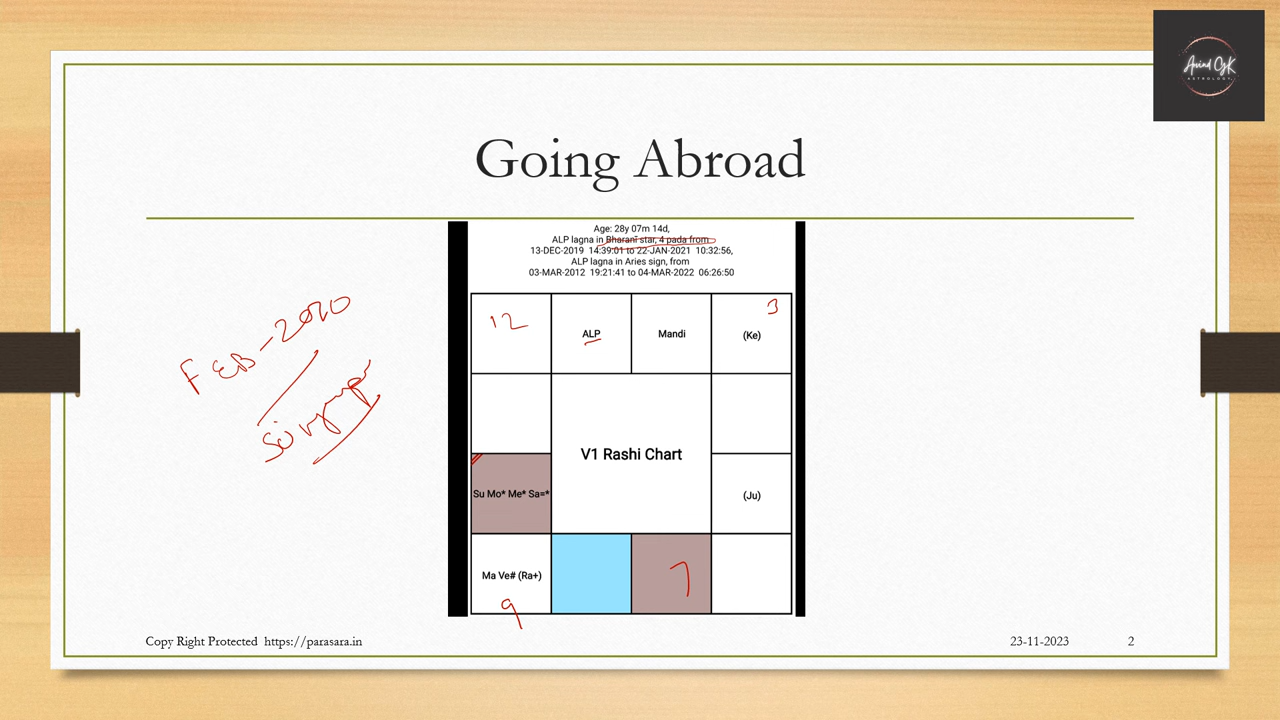 Arind CJK
ASTROLOGY
Going Abroad
Age: 28y 07m 14d,
ALP lagna in Bharani star, 4 pada from
13-DEC-2019 14:39:01 to 22-JAN-2021 10:32:56,
ALP lagna in Aries sign, from
03-MAR-2012 19:21:41 to 04-MAR-2022 06:26:50
12
ALP
Mandi
3
(Ke)
FEB-2020
V1 Rashi Chart
Su Mo* Me* Sa=*
(Ju)
Ma Ve# (Ra+)
9
7
Copy Right Protected https://parasara.in
23-11-2023
2